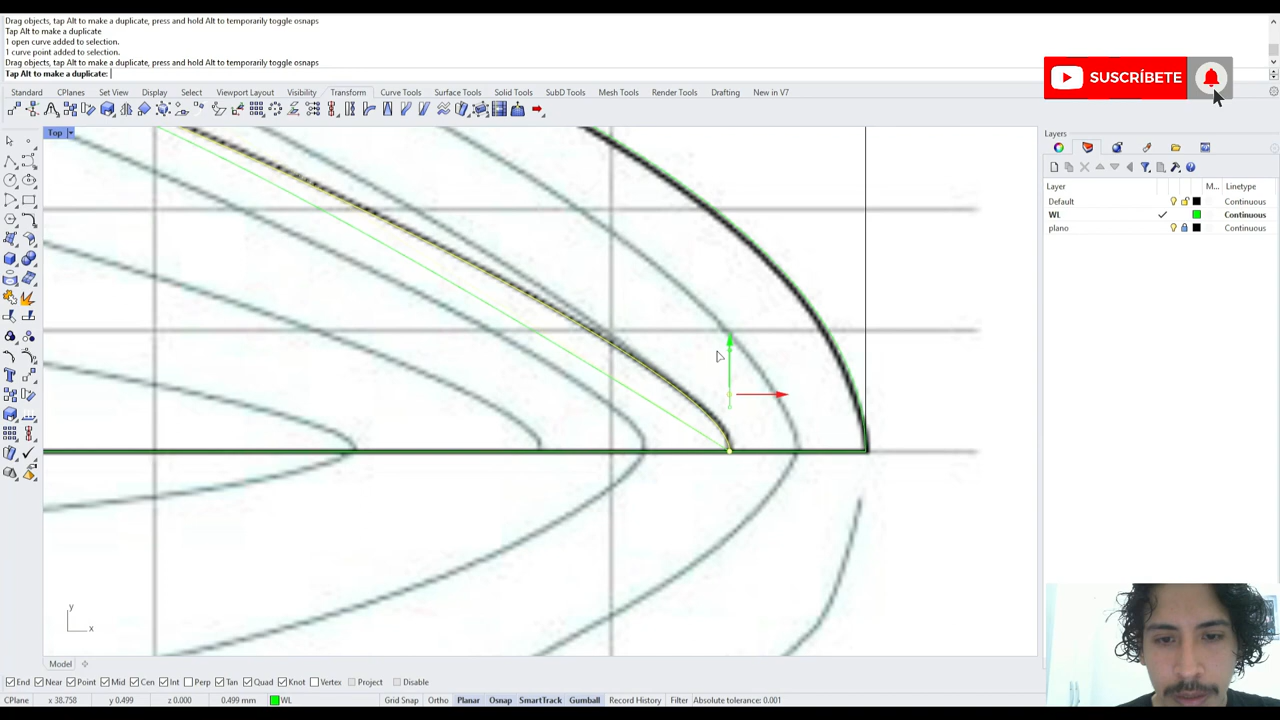 Drag objects, tap Alt to make a duplicate, press and hold Alt to temporarily toggle osnaps
Tap Alt to make a duplicate
1 open curve added to selection.
1 curve point added to selection.
Drag objects, tap Alt to make a duplicate, press and hold Alt to temporarily toggle osnaps
Tap Alt to make a duplicate:
SUSCRÍBETE
Standard CPlanes Set View Display Select Viewport Layout Visibility Transform Curve Tools Surface Tools Solid Tools SubD Tools Mesh Tools Render Tools Drafting New in V7
Top
Layers
Layer M... Linetype
Default Continuous
WL Continuous
plano Continuous
y
x
Model
End Near Point Mid Cen Int Perp Tan Quad Knot Vertex Project Disable
CPlane x 38.758 y 0.499 z 0.000 0.499 mm WL Grid Snap Ortho Planar Osnap SmartTrack Gumball Record History Filter Absolute tolerance: 0.001